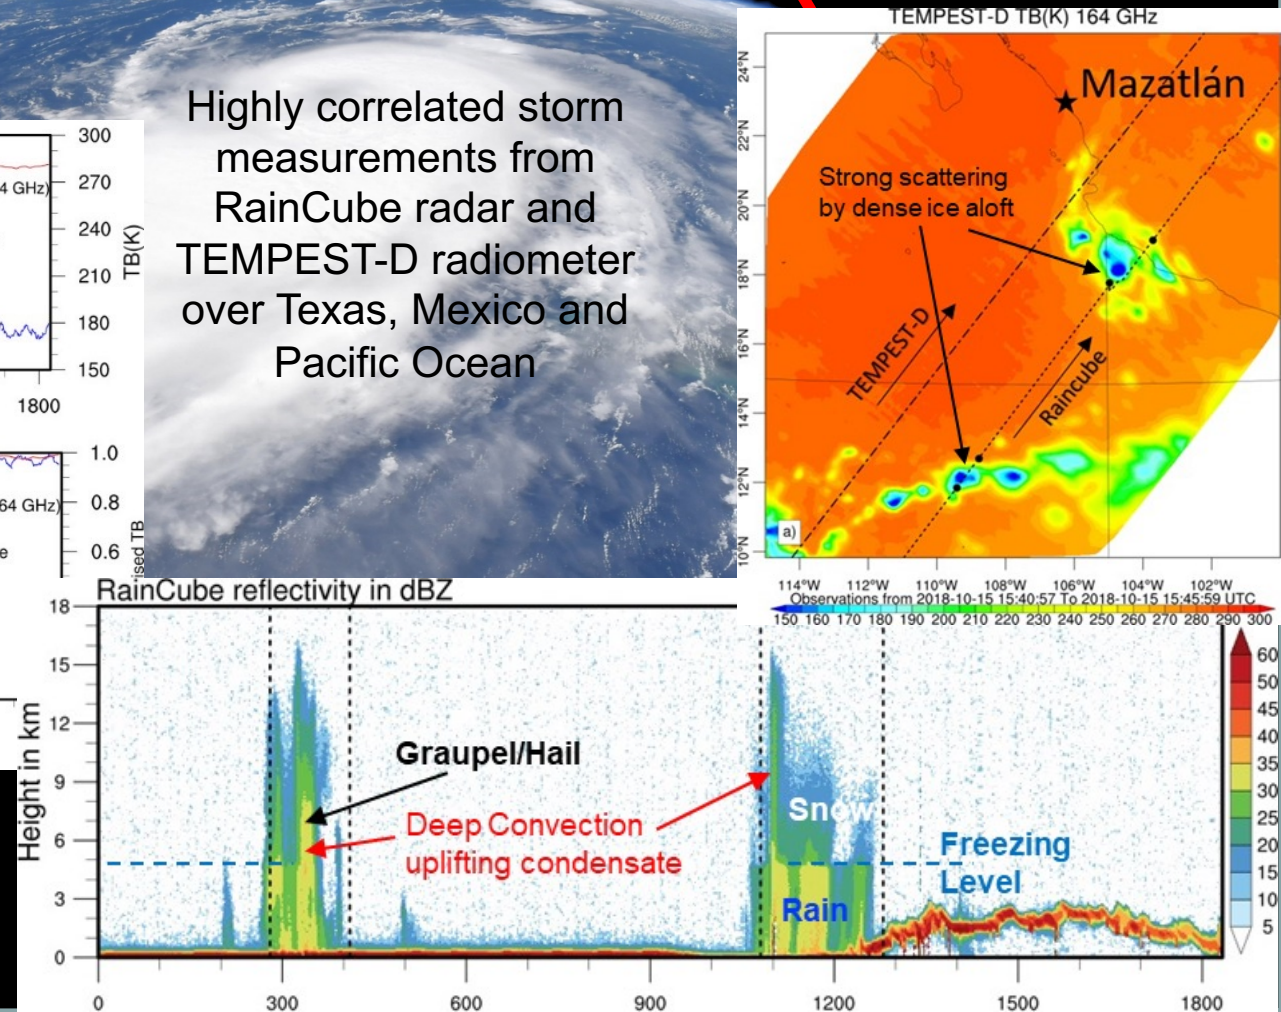 TEMPEST-D TB(K) 164 GHz
Highly correlated storm
measurements from
RainCube radar and
TEMPEST-D radiometer
over Texas, Mexico and
Pacific Ocean
300
4 GHz)
270
240
210
180
150
TB(K)
1800
1.0
64 GHz)
0.8
e
0.6
ised TB
24°N
22°N
20°N
18°N
16°N
14°N
12°N
10°N
Mazatlán
Strong scattering
by dense ice aloft
TEMPEST-D
Raincube
a)
114°W 112°W 110°W 108°W 106°W 104°W 102°W
Observations from 2018-10-15 15:40:57 To 2018-10-15 15:45:59 UTC
150 160 170 180 190 200 210 220 230 240 250 260 270 280 290 300
RainCube reflectivity in dBZ
Height in km
18
15
12
9
6
3
0
Graupel/Hail
Deep Convection
uplifting condensate
Snow
Rain
Freezing
Level
60
50
45
40
35
30
25
20
15
10
5
0 300 600 900 1200 1500 1800